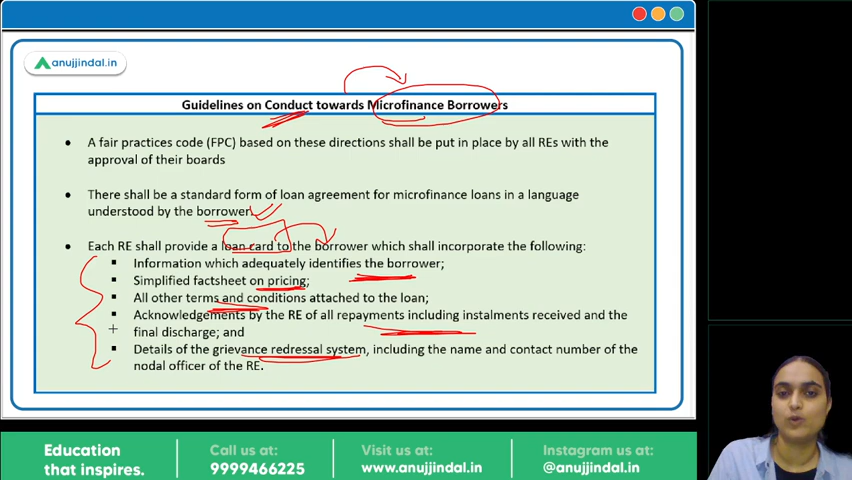 anujjindal.in
Guidelines on Conduct towards Microfinance Borrowers
A fair practices code (FPC) based on these directions shall be put in place by all REs with the
approval of their boards
There shall be a standard form of loan agreement for microfinance loans in a language
understood by the borrower.
Each RE shall provide a loan card to the borrower which shall incorporate the following:
Information which adequately identifies the borrower;
Simplified factsheet on pricing;
All other terms and conditions attached to the loan;
Acknowledgements by the RE of all repayments including instalments received and the
final discharge; and
Details of the grievance redressal system, including the name and contact number of the
nodal officer of the RE.
Education
that inspires.
Call us at:
9999466225
Visit us at:
www.anujjindal.in
Instagram us at:
@anujjindal.in